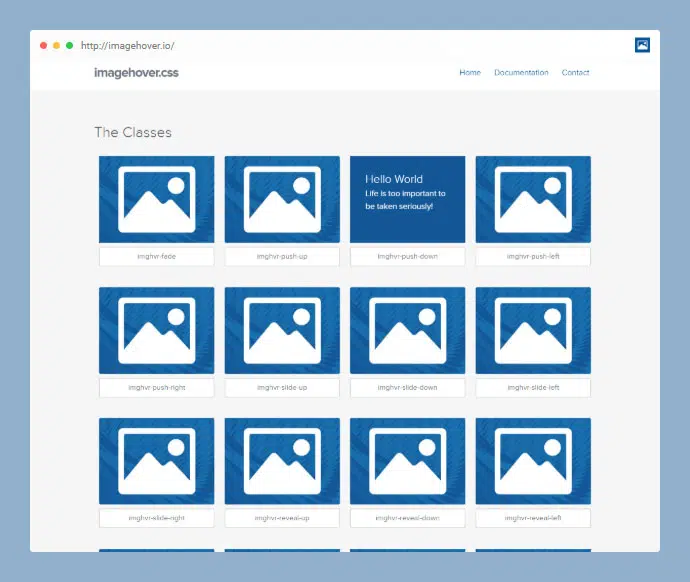 http://imagehover.io/
imagehover.css
Home Documentation Contact
The Classes
Hello World
Life is too important to
be taken seriously!
imghvr-fade imghvr-push-up imghvr-push-down imghvr-push-left
imghvr-push-right imghvr-slide-up imghvr-slide-down imghvr-slide-left
imghvr-slide-right imghvr-reveal-up imghvr-reveal-down imghvr-reveal-left